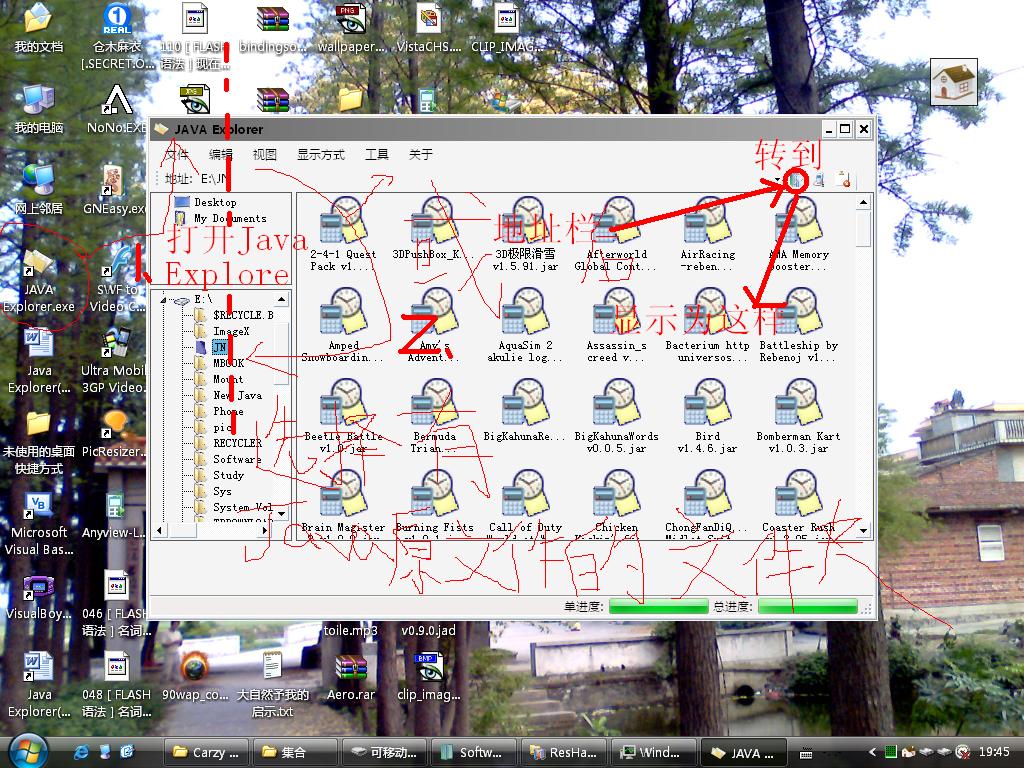 我的文档
仓木麻衣
[.SECRET.O...
110 [ FLASH
语法 ] 现在...
bindingso...
wallpaper...
VistaCHS....
CLIP_IMAG...
我的电脑
NoNo.EXE
网上邻居
GNEasy.exe
JAVA
Explorer.exe
SWF to
Video C...
Java
Explorer(...
Ultra Mobil...
3GP Video...
未使用的桌面
快捷方式
PicResizer...
Microsoft
Visual Bas...
Anyview-L...
VisualBoy...
046 [ FLASH
语法 ] 名词...
toile.mp3
v0.9.0.jad
Java
Explorer(...
048 [ FLASH
语法 ] 名词...
90wap_co...
大自然予我的
启示.txt
Aero.rar
clip_imag...
JAVA Explorer
文件 编辑 视图 显示方式 工具 关于
地址: E:\JN
转到
Desktop
My Documents
打开Java
Explore
1、
地址栏
显示为这样
2、
选择有
Java原文件的文件夹
E:\
$RECYCLE.B
ImageX
JN
MBOOK
Mount
New Java
Phone
pic
RECYCLER
Software
Study
Sys
System Vol
2-4-1 Quest
Pack v1...
3DPushBox_K...
3D极限滑雪
v1.5.91.jar
Afterworld
Global Cont...
AirRacing
-reben...
AMA Memory
Booster...
Amped
Snowboardin...
Amy's
Advent...
AquaSim 2
akulie log...
Assassin_s
creed v...
Bacterium http
universos...
Battleship by
Rebenoj v1...
Beetle Battle
v1.0.jar
Bermuda
Trian...
BigKahunaRe...
BigKahunaWords
v0.0.5.jar
Bird
v1.4.6.jar
Bomberman Kart
v1.0.3.jar
Brain Magister
Burning Fists
Call of Duty
Chicken
ChongFanDiQ...
Coaster Rush
单进度: 总进度:
Carzy ...
集合
可移动...
Softw...
ResHa...
Wind...
JAVA ...
19:45